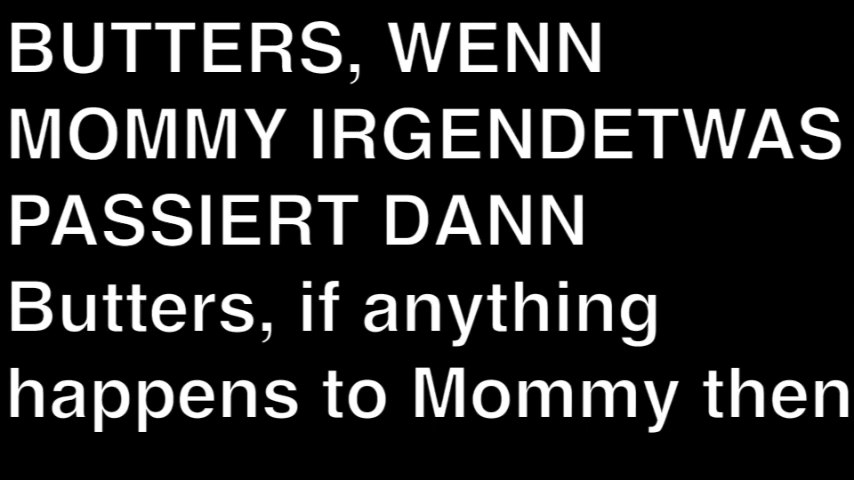 BUTTERS, WENN
MOMMY IRGENDETWAS
PASSIERT DANN
Butters, if anything
happens to Mommy then